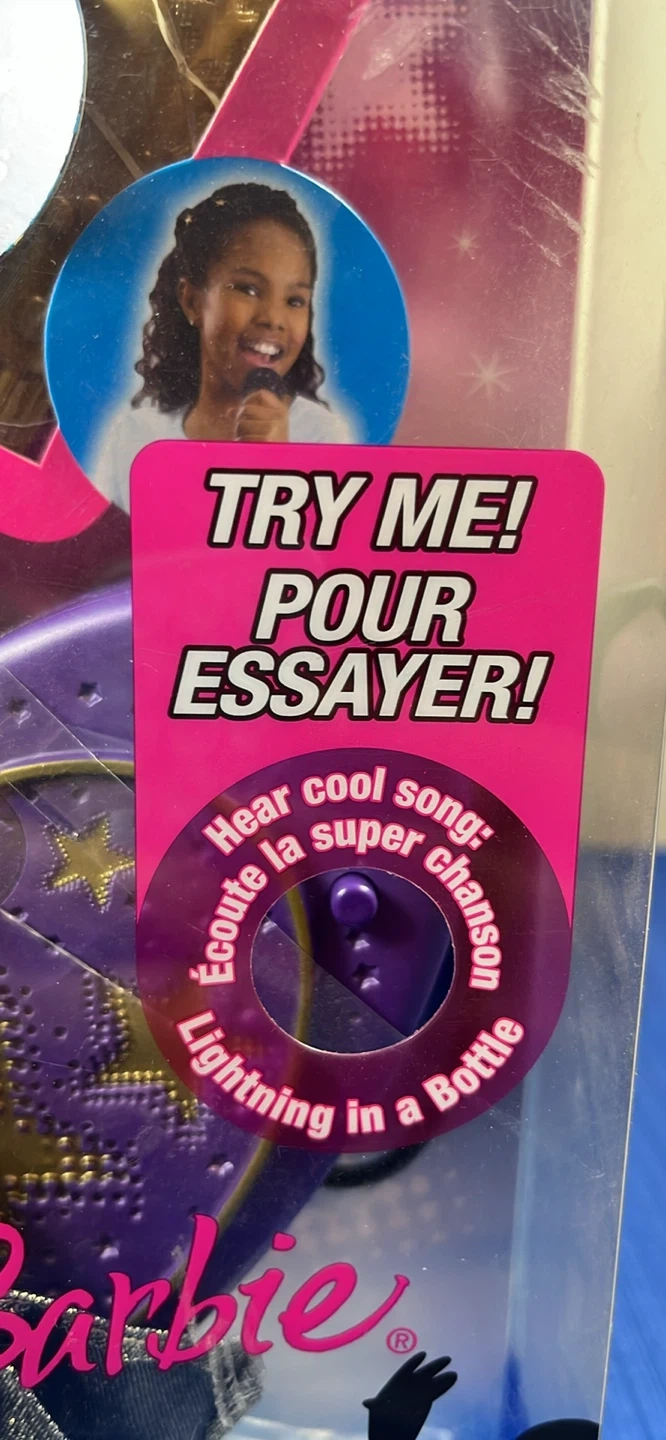 TRY ME!
POUR
ESSAYER!
Hear cool song:
Écoute la super chanson
Lightning in a Bottle
Barbie®